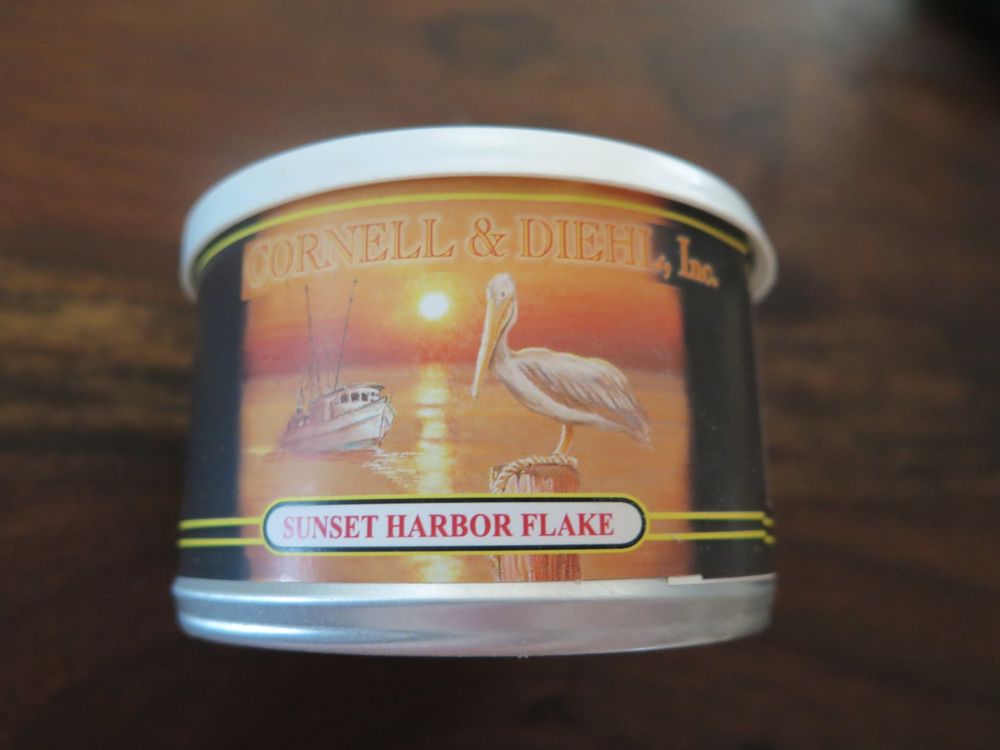 CORNELL & DIEHL, Inc.
SUNSET HARBOR FLAKE